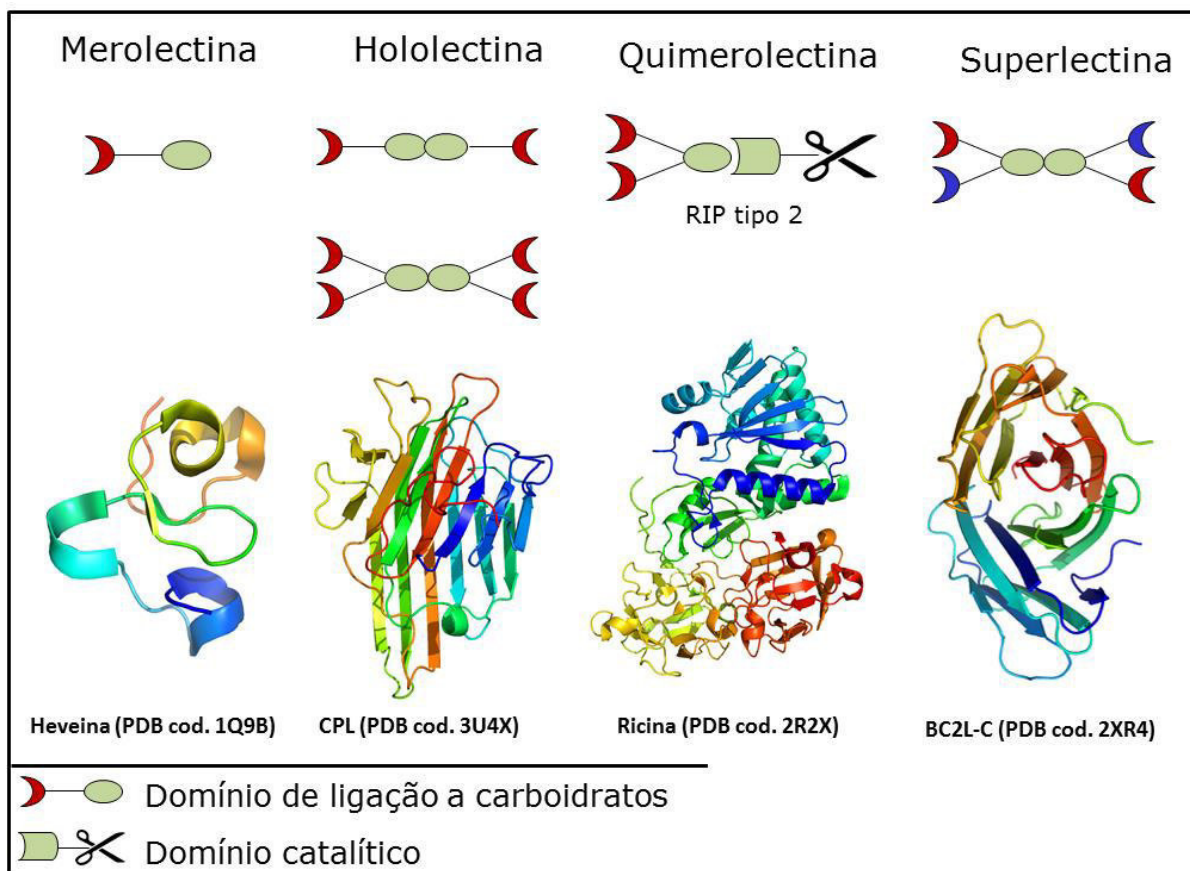 Merolectina
Hololectina
Quimerolectina
Superlectina
RIP tipo 2
Heveina (PDB cod. 1Q9B)
CPL (PDB cod. 3U4X)
Ricina (PDB cod. 2R2X)
BC2L-C (PDB cod. 2XR4)
Domínio de ligação a carboidratos
Domínio catalítico